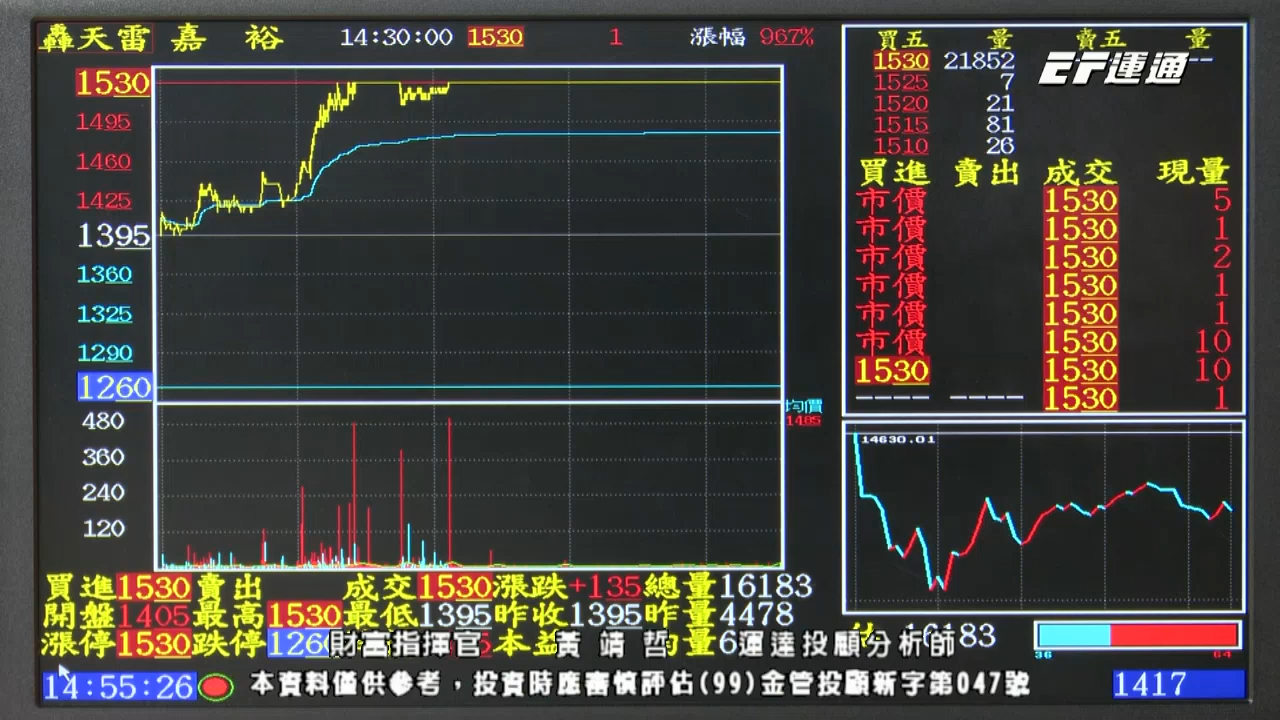 轟天雷 嘉 裕 14:30:00 1530 1 漲幅 967%
買五 量 賣五 量
1530 21852 --
1525 7
1520 21
1515 81
1510 26
EF運通
買進 賣出 成交 現量
市價 1530 5
市價 1530 1
市價 1530 2
市價 1530 1
市價 1530 1
市價 1530 10
1530 1530 10
---- ---- 1530 1
1530
1495
1460
1425
1395
1360
1325
1290
1260
480
360
240
120
均價
1485
14630.01
買進1530賣出 成交1530漲跌+135總量16183
開盤1405最高1530最低1395昨收1395昨量4478
漲停1530跌停126 本益 量6 16183
財富指揮官 黃 靖 哲 運達投顧分析師
36 64
14:55:26 本資料僅供參考，投資時應審慎評估(99)金管投顧新字第047號 1417